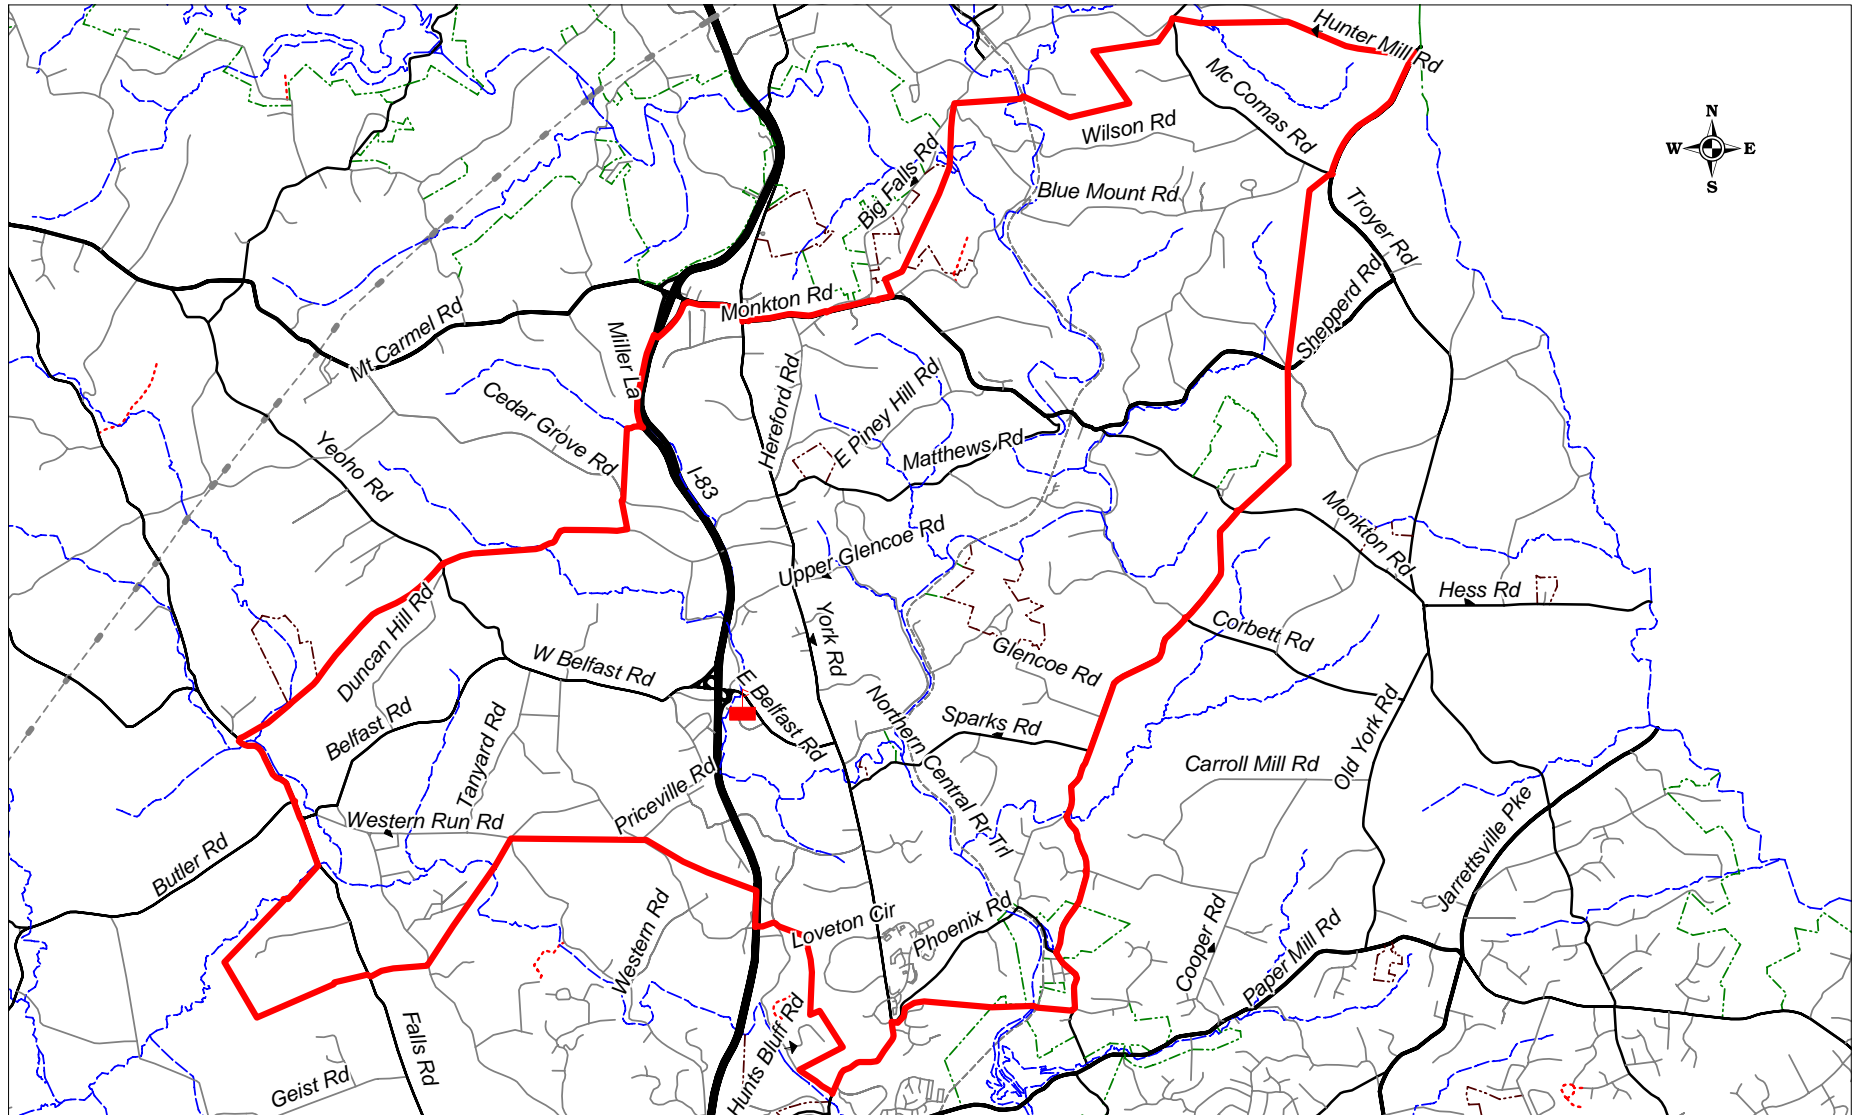 Hunter Mill Rd
Mc Comas Rd
Wilson Rd
N
W E
S
Big Falls Rd
Blue Mount Rd
Troyer Rd
Monkton Rd
Shepperd Rd
Mt Carmel Rd
Miller La
Cedar Grove Rd
Hereford Rd
E Piney Hill Rd
Matthews Rd
Yeoho Rd
I-83
Monkton Rd
Upper Glencoe Rd
Hess Rd
Duncan Hill Rd
York Rd
Corbett Rd
W Belfast Rd
Glencoe Rd
E Belfast Rd
Belfast Rd
Tanyard Rd
Northern Central Rr Trl
Sparks Rd
Old York Rd
Carroll Mill Rd
Priceville Rd
Western Run Rd
Jarrettsville Pke
Butler Rd
Western Rd
Loveton Cir
Phoenix Rd
Cooper Rd
Paper Mill Rd
Hunts Bluff Rd
Falls Rd
Geist Rd